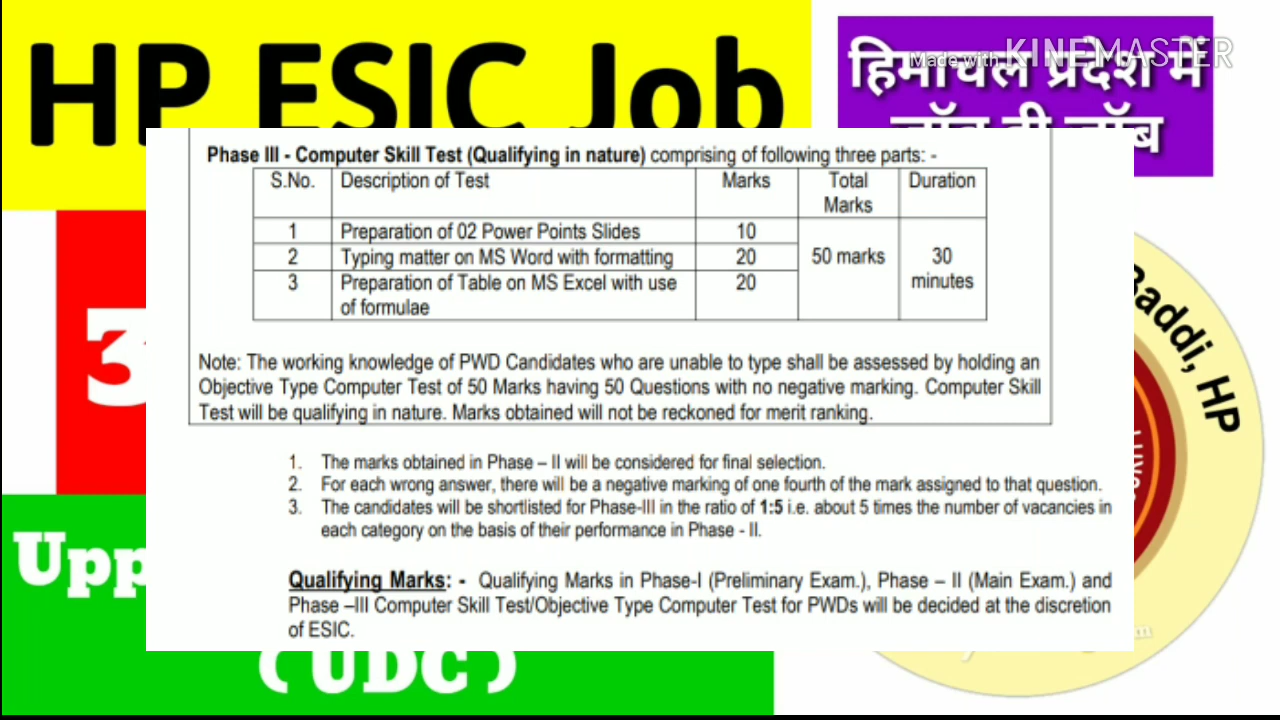 HP ESIC Job
Made with KINEMASTER
हिमाचल प्रदेश में
जॉब ही जॉब
Phase III - Computer Skill Test (Qualifying in nature) comprising of following three parts: -
S.No. Description of Test Marks Total Marks Duration
1 Preparation of 02 Power Points Slides 10
2 Typing matter on MS Word with formatting 20 50 marks 30 minutes
3 Preparation of Table on MS Excel with use 20
of formulae
Note: The working knowledge of PWD Candidates who are unable to type shall be assessed by holding an
Objective Type Computer Test of 50 Marks having 50 Questions with no negative marking. Computer Skill
Test will be qualifying in nature. Marks obtained will not be reckoned for merit ranking.
1. The marks obtained in Phase – II will be considered for final selection.
2. For each wrong answer, there will be a negative marking of one fourth of the mark assigned to that question.
3. The candidates will be shortlisted for Phase-III in the ratio of 1:5 i.e. about 5 times the number of vacancies in
each category on the basis of their performance in Phase - II.
Qualifying Marks: - Qualifying Marks in Phase-I (Preliminary Exam.), Phase – II (Main Exam.) and
Phase –III Computer Skill Test/Objective Type Computer Test for PWDs will be decided at the discretion
of ESIC.
3
Upp
( UDC )
Baddi, HP